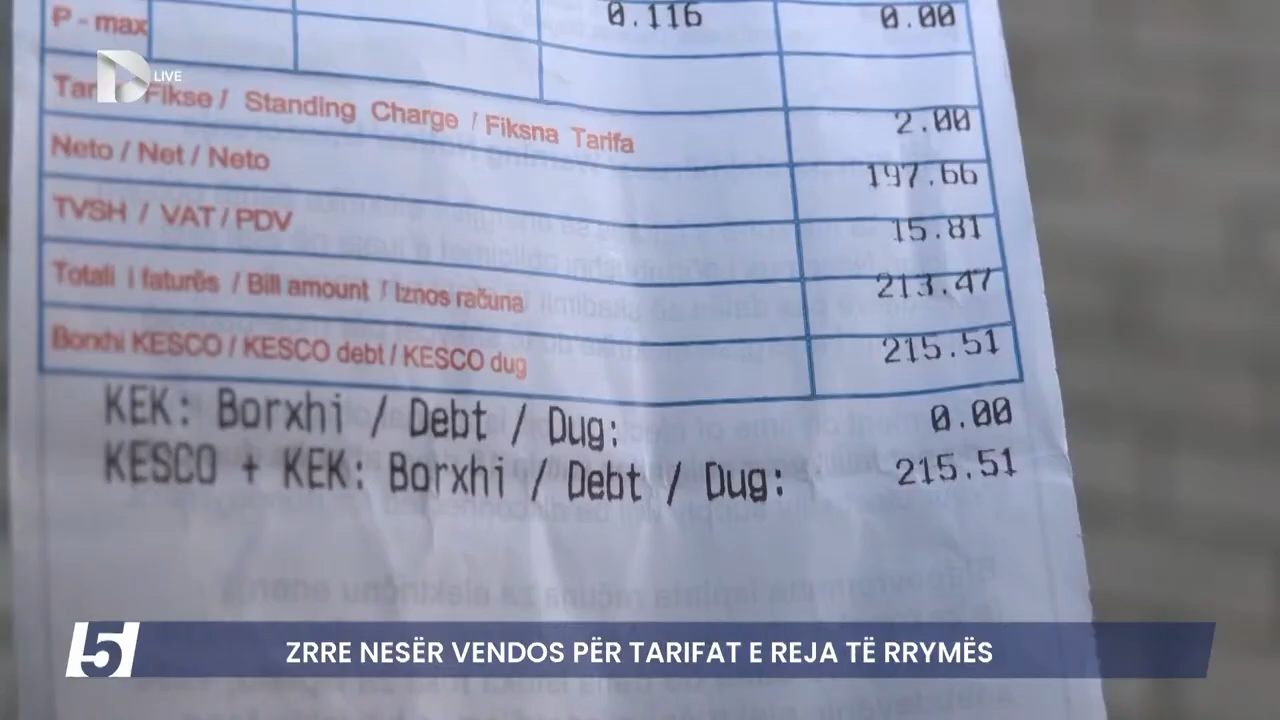 P - max 0.116 0.00
LIVE
Fikse / Standing Charge / Fiksna Tarifa 2.00
Neto / Net / Neto 197.66
TVSH / VAT / PDV 15.81
Totali i faturës / Bill amount / Iznos računa 213.47
Borxhi KESCO / KESCO debt / KESCO dug 215.51
KEK: Borxhi / Debt / Dug: 0.00
KESCO + KEK: Borxhi / Debt / Dug: 215.51
5 ZRRE NESËR VENDOS PËR TARIFAT E REJA TË RRYMËS